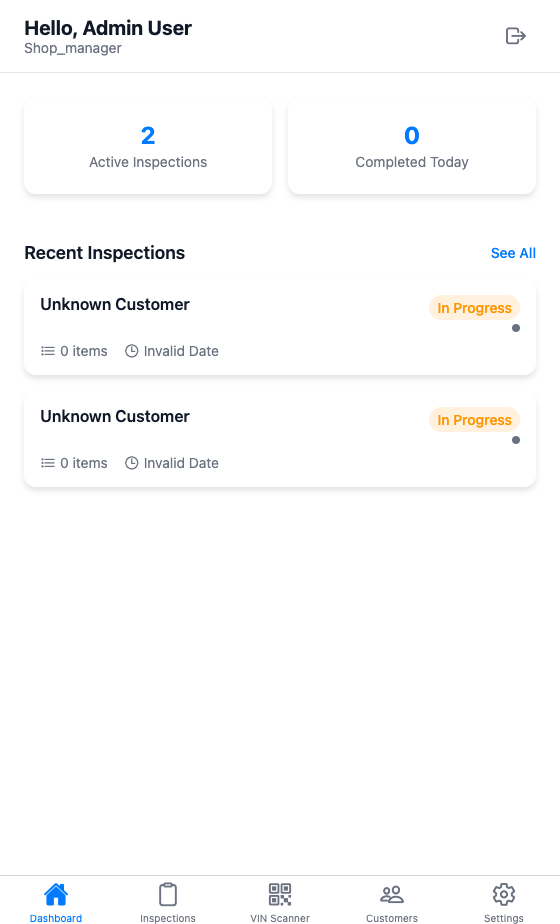 Hello, Admin User
Shop_manager
2
Active Inspections
0
Completed Today
Recent Inspections
See All
Unknown Customer
In Progress
0 items
Invalid Date
Unknown Customer
In Progress
0 items
Invalid Date
Dashboard
Inspections
VIN Scanner
Customers
Settings